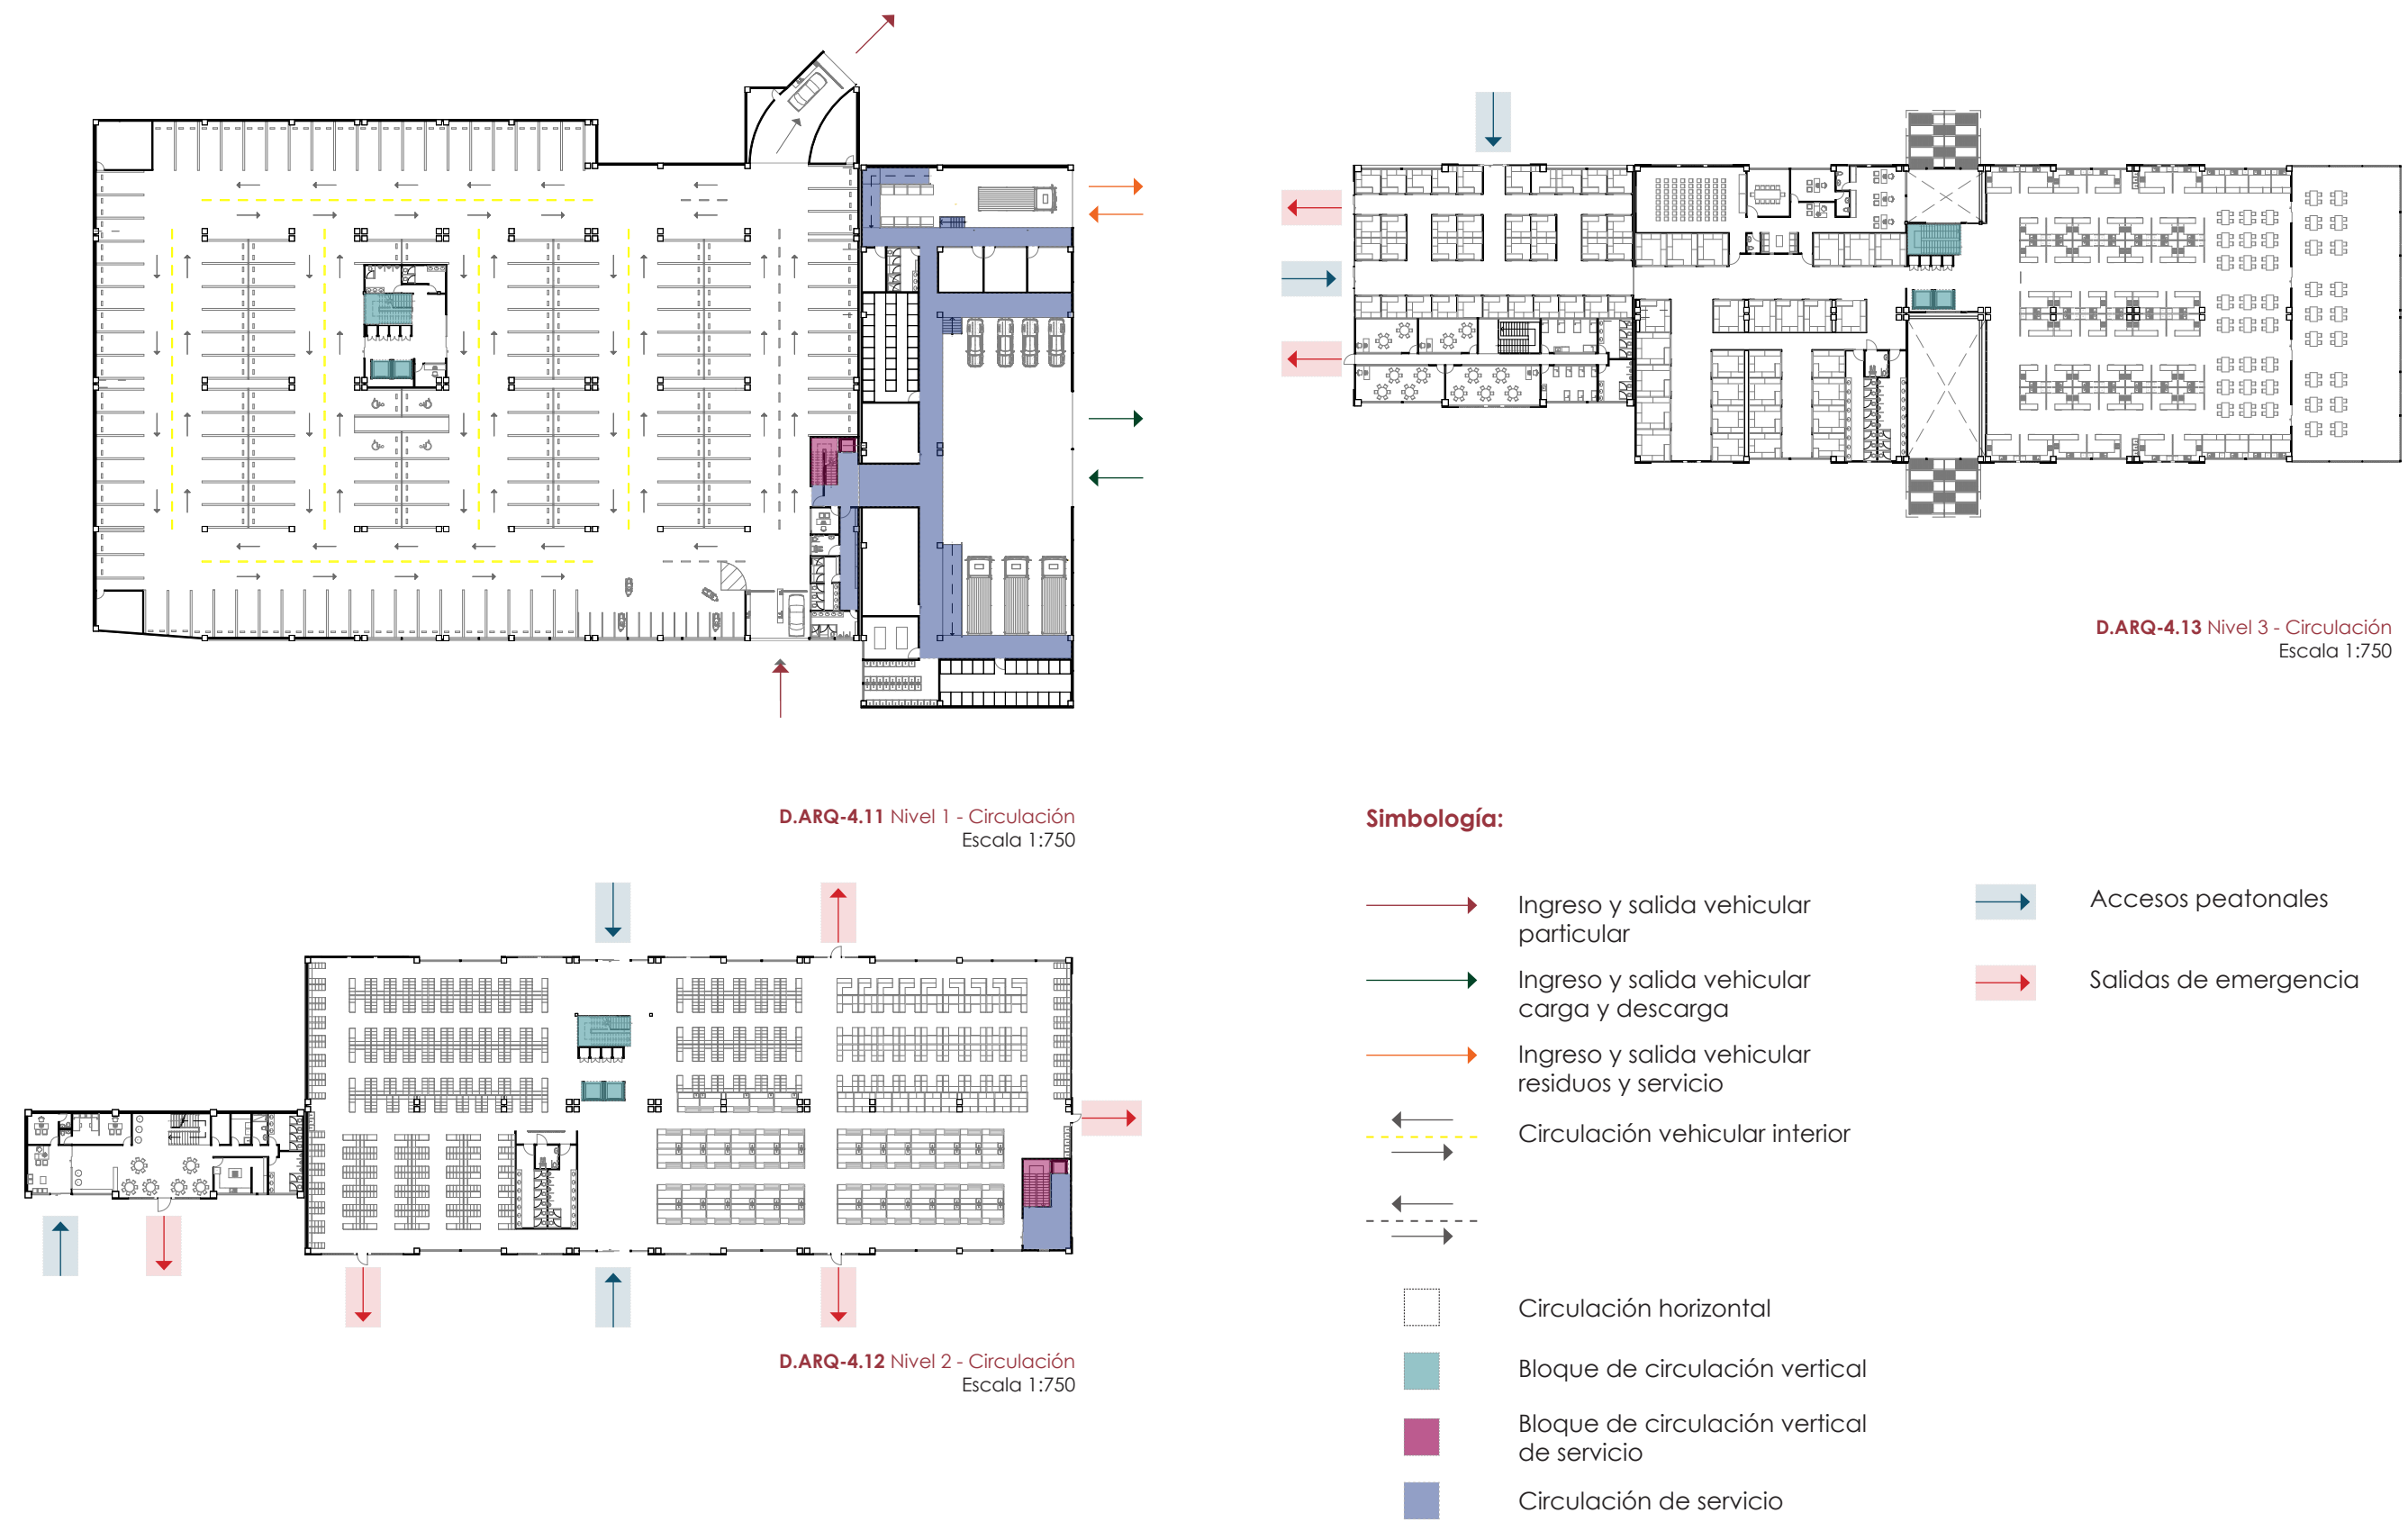 D.ARQ-4.13 Nivel 3 - Circulación
Escala 1:750
D.ARQ-4.11 Nivel 1 - Circulación
Escala 1:750
D.ARQ-4.12 Nivel 2 - Circulación
Escala 1:750
Simbología:
Ingreso y salida vehicular
particular
Ingreso y salida vehicular
carga y descarga
Ingreso y salida vehicular
residuos y servicio
Circulación vehicular interior
Circulación horizontal
Bloque de circulación vertical
Bloque de circulación vertical
de servicio
Circulación de servicio
Accesos peatonales
Salidas de emergencia